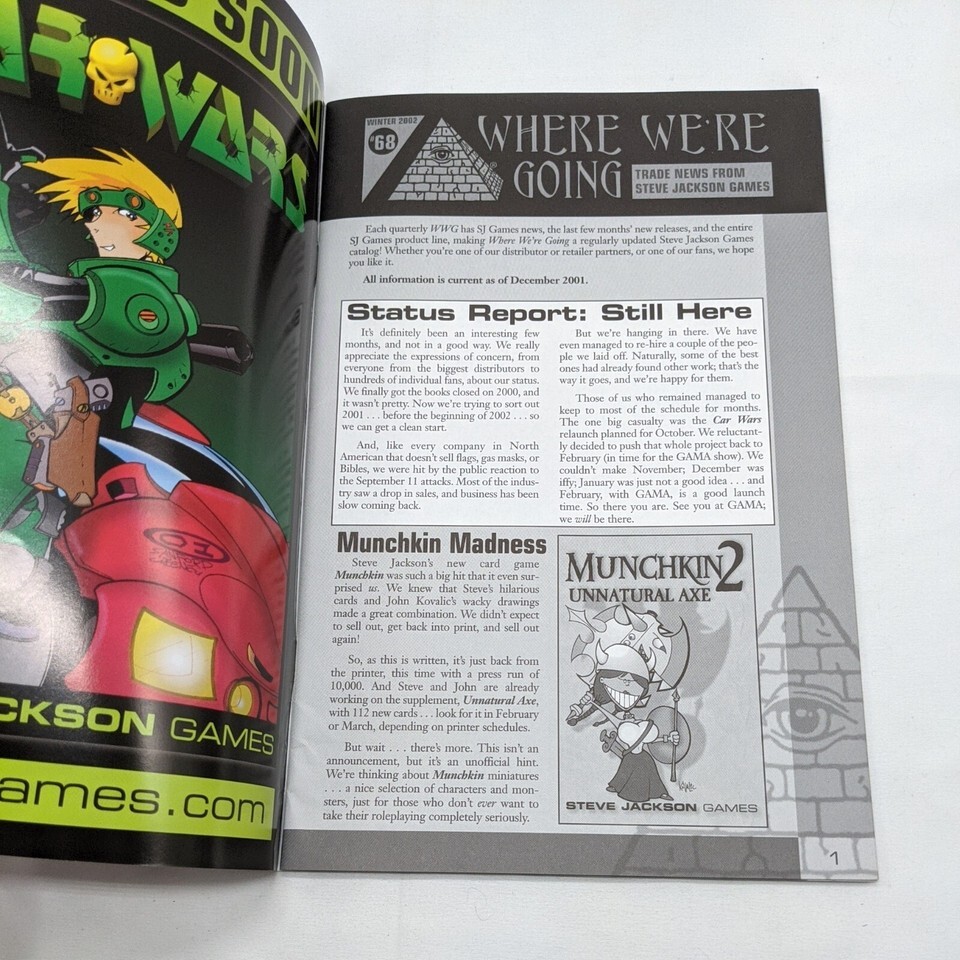 SOON
R WARS
01
CKSON GAMES
ames.com
WINTER 2002
#68
WHERE WE'RE
GOING
TRADE NEWS FROM
STEVE JACKSON GAMES
Each quarterly WWG has SJ Games news, the last few months' new releases, and the entire
SJ Games product line, making Where We're Going a regularly updated Steve Jackson Games
catalog! Whether you're one of our distributor or retailer partners, or one of our fans, we hope
you like it.
All information is current as of December 2001.
Status Report: Still Here
It's definitely been an interesting few
months, and not in a good way. We really
appreciate the expressions of concern, from
everyone from the biggest distributors to
hundreds of individual fans, about our status.
We finally got the books closed on 2000, and
it wasn't pretty. Now we're trying to sort out
2001 . . . before the beginning of 2002 . . . so
we can get a clean start.
And, like every company in North
American that doesn't sell flags, gas masks, or
Bibles, we were hit by the public reaction to
the September 11 attacks. Most of the indus-
try saw a drop in sales, and business has been
slow coming back.
But we're hanging in there. We have
even managed to re-hire a couple of the peo-
ple we laid off. Naturally, some of the best
ones had already found other work; that's the
way it goes, and we're happy for them.
Those of us who remained managed to
keep to most of the schedule for months.
The one big casualty was the Car Wars
relaunch planned for October. We reluctant-
ly decided to push that whole project back to
February (in time for the GAMA show). We
couldn't make November; December was
iffy; January was just not a good idea . . . and
February, with GAMA, is a good launch
time. So there you are. See you at GAMA;
we will be there.
Munchkin Madness
Steve Jackson's new card game
Munchkin was such a big hit that it even sur-
prised us. We knew that Steve's hilarious
cards and John Kovalic's wacky drawings
made a great combination. We didn't expect
to sell out, get back into print, and sell out
again!
So, as this is written, it's just back from
the printer, this time with a press run of
10,000. And Steve and John are already
working on the supplement, Unnatural Axe,
with 112 new cards . . . look for it in February
or March, depending on printer schedules.
But wait . . . there's more. This isn't an
announcement, but it's an unofficial hint.
We're thinking about Munchkin miniatures
. . . a nice selection of characters and mon-
sters, just for those who don't ever want to
take their roleplaying completely seriously.
MUNCHKIN 2
UNNATURAL AXE
STEVE JACKSON GAMES
1